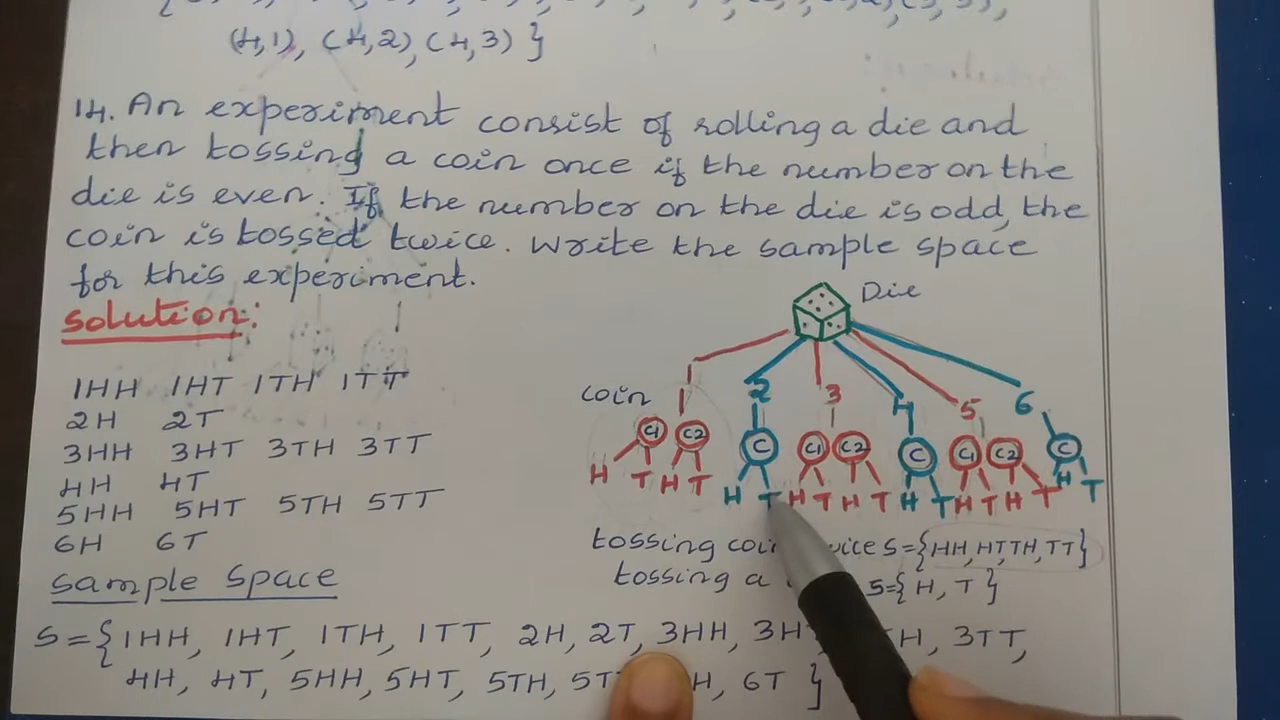 (4,1), (4,2), (4,3) }
14. An experiment consist of rolling a die and
then tossing a coin once if the number on the
die is even. If the number on the die is odd, the
coin is tossed twice. Write the sample space
for this experiment.
Solution:
Die
1HH 1HT 1TH 1TT
2H 2T
3HH 3HT 3TH 3TT
4H 4T
5HH 5HT 5TH 5TT
6H 6T
coin 1 2 3 4 5 6
C1 C2 C C1 C2 C C1 C2 C
H T H T H T H T H T H T H T H T H T
tossing coin S={HH, HT, TH, TT}
tossing a S={H, T}
Sample Space
S={1HH, 1HT, 1TH, 1TT, 2H, 2T, 3HH, 3TT,
4H, 4T, 5HH, 5HT, 5TH, 6T }